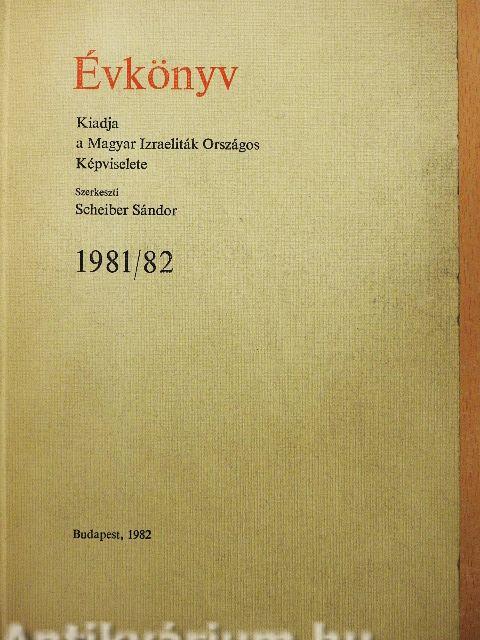 Évkönyv
Kiadja
a Magyar Izraeliták Országos
Képviselete
Szerkeszti
Scheiber Sándor
1981/82
Budapest, 1982
Antikvárium.hu